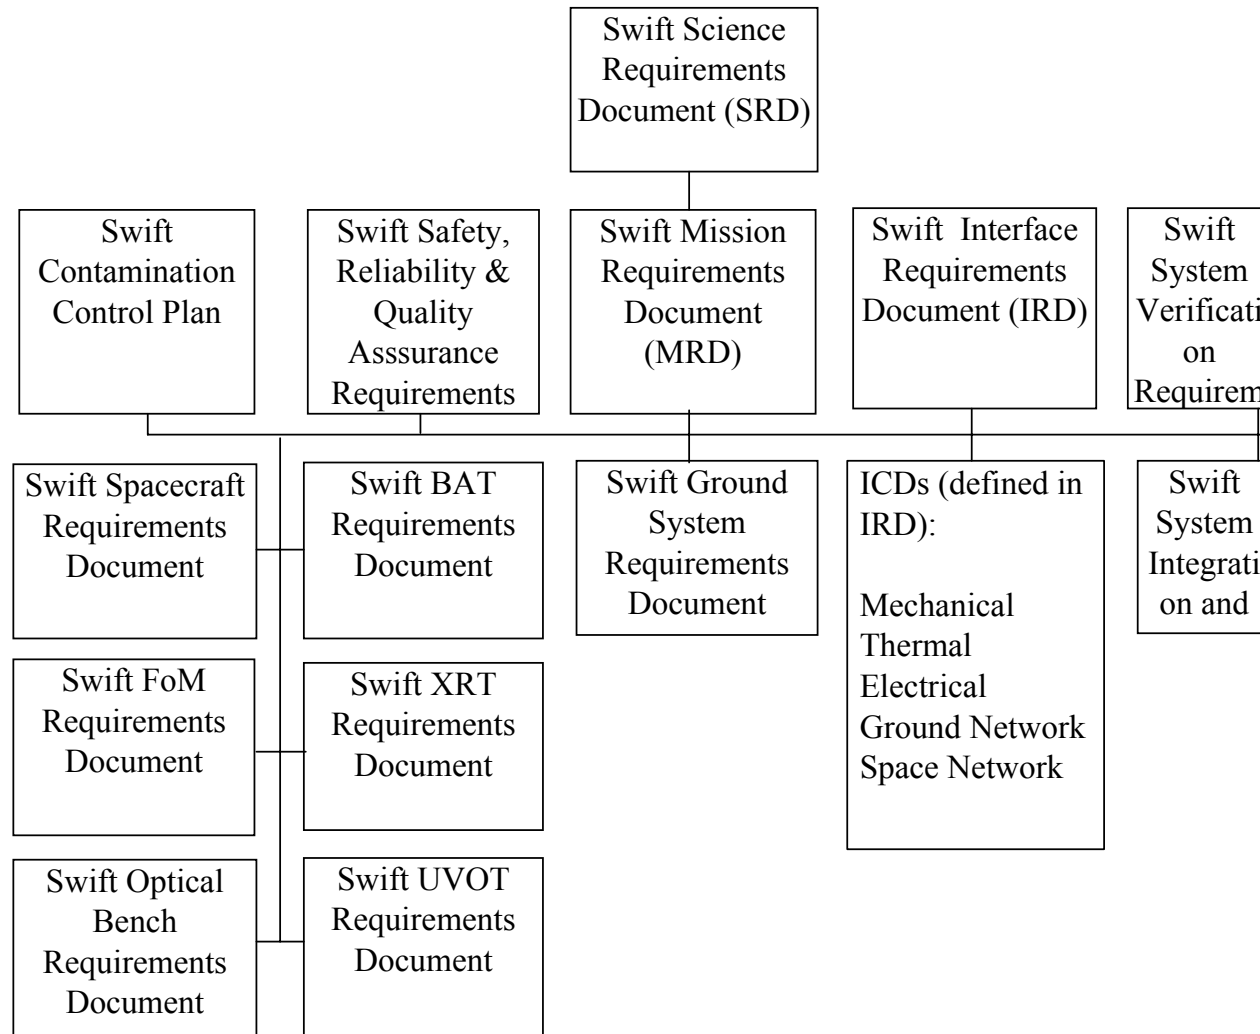 Swift Science
Requirements
Document (SRD)
Swift
Contamination
Control Plan
Swift Safety,
Reliability &
Quality
Asssurance
Requirements
Swift Mission
Requirements
Document
(MRD)
Swift Interface
Requirements
Document (IRD)
Swift
System
Verificati
on
Requirem
Swift Spacecraft
Requirements
Document
Swift BAT
Requirements
Document
Swift Ground
System
Requirements
Document
ICDs (defined in
IRD):
Mechanical
Thermal
Electrical
Ground Network
Space Network
Swift
System
Integrati
on and
Swift FoM
Requirements
Document
Swift XRT
Requirements
Document
Swift Optical
Bench
Requirements
Document
Swift UVOT
Requirements
Document